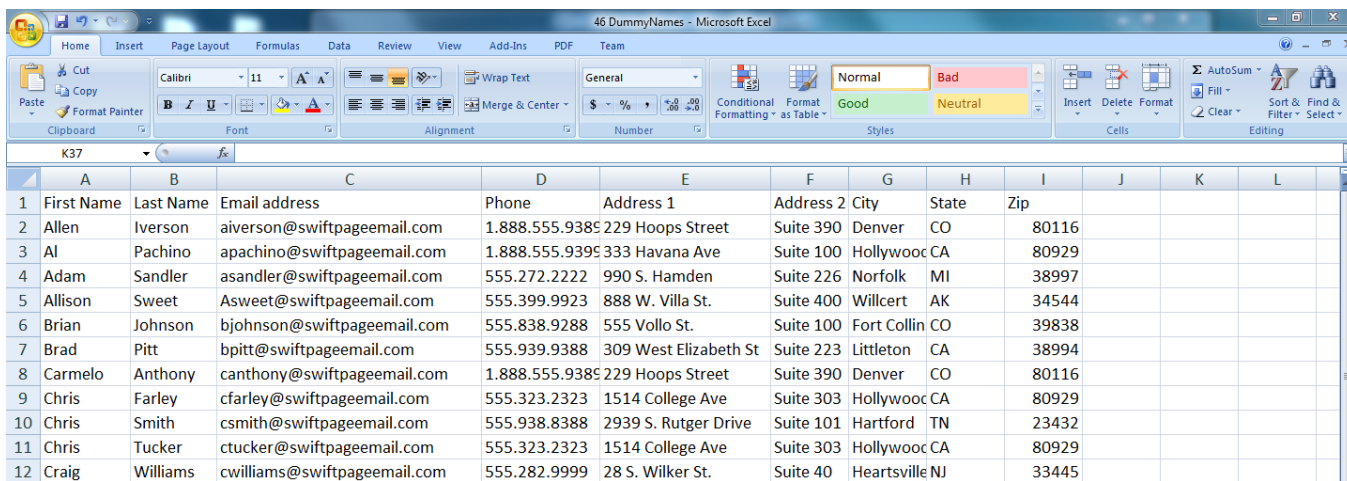 46 DummyNames - Microsoft Excel
Home Insert Page Layout Formulas Data Review View Add-Ins PDF Team
Paste Cut Copy Format Painter Clipboard
Calibri 11 A A B I U A Font
Wrap Text Merge & Center Alignment
General $ % , .0 .00 .00 .0 Number
Conditional Formatting Format as Table Normal Bad Good Neutral Styles
Insert Delete Format Cells
Σ AutoSum Fill Clear Sort & Filter Find & Select Editing
K37 fx
A B C D E F G H I J K L
1 First Name Last Name Email address Phone Address 1 Address 2 City State Zip
2 Allen Iverson aiverson@swiftpageemail.com 1.888.555.9389 229 Hoops Street Suite 390 Denver CO 80116
3 Al Pachino apachino@swiftpageemail.com 1.888.555.9399 333 Havana Ave Suite 100 Hollywood CA 80929
4 Adam Sandler asandler@swiftpageemail.com 555.272.2222 990 S. Hamden Suite 226 Norfolk MI 38997
5 Allison Sweet Asweet@swiftpageemail.com 555.399.9923 888 W. Villa St. Suite 400 Willcert AK 34544
6 Brian Johnson bjohnson@swiftpageemail.com 555.838.9288 555 Vollo St. Suite 100 Fort Collin CO 39838
7 Brad Pitt bpitt@swiftpageemail.com 555.939.9388 309 West Elizabeth St Suite 223 Littleton CA 38994
8 Carmelo Anthony canthony@swiftpageemail.com 1.888.555.9389 229 Hoops Street Suite 390 Denver CO 80116
9 Chris Farley cfarley@swiftpageemail.com 555.323.2323 1514 College Ave Suite 303 Hollywood CA 80929
10 Chris Smith csmith@swiftpageemail.com 555.938.8388 2939 S. Rutger Drive Suite 101 Hartford TN 23432
11 Chris Tucker ctucker@swiftpageemail.com 555.323.2323 1514 College Ave Suite 303 Hollywood CA 80929
12 Craig Williams cwilliams@swiftpageemail.com 555.282.9999 28 S. Wilker St. Suite 40 Heartsville NJ 33445